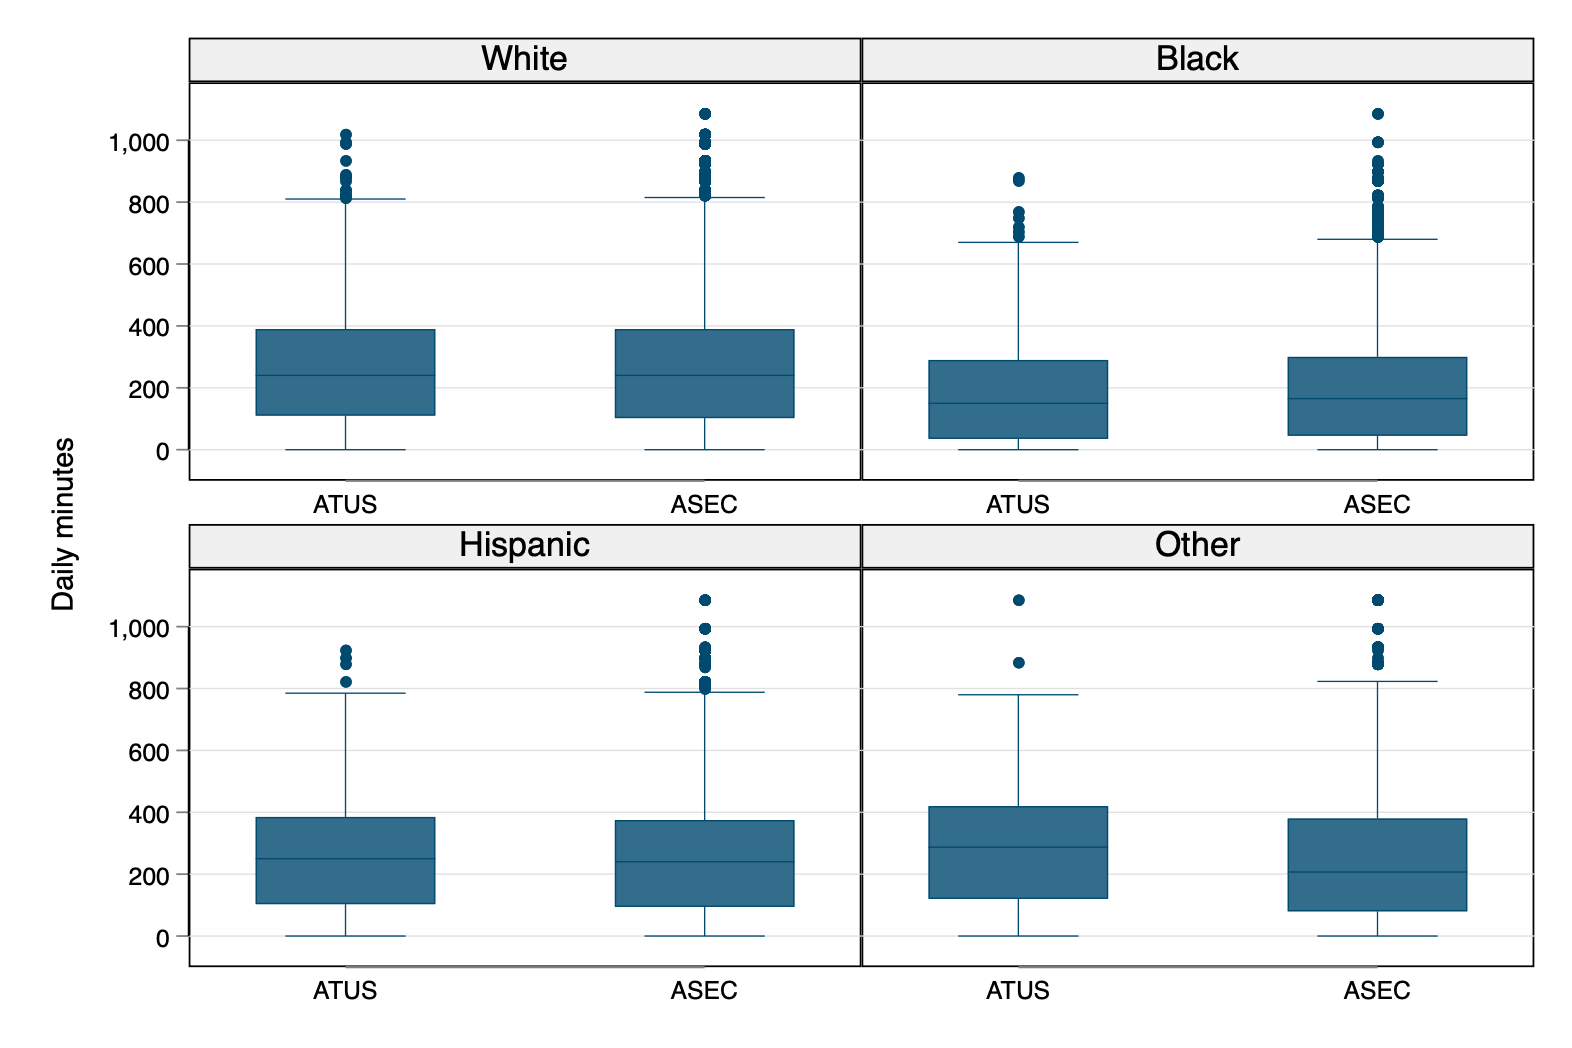 White
Black
1,000
800
600
400
200
0
ATUS
ASEC
ATUS
ASEC
Daily minutes
Hispanic
Other
1,000
800
600
400
200
0
ATUS
ASEC
ATUS
ASEC